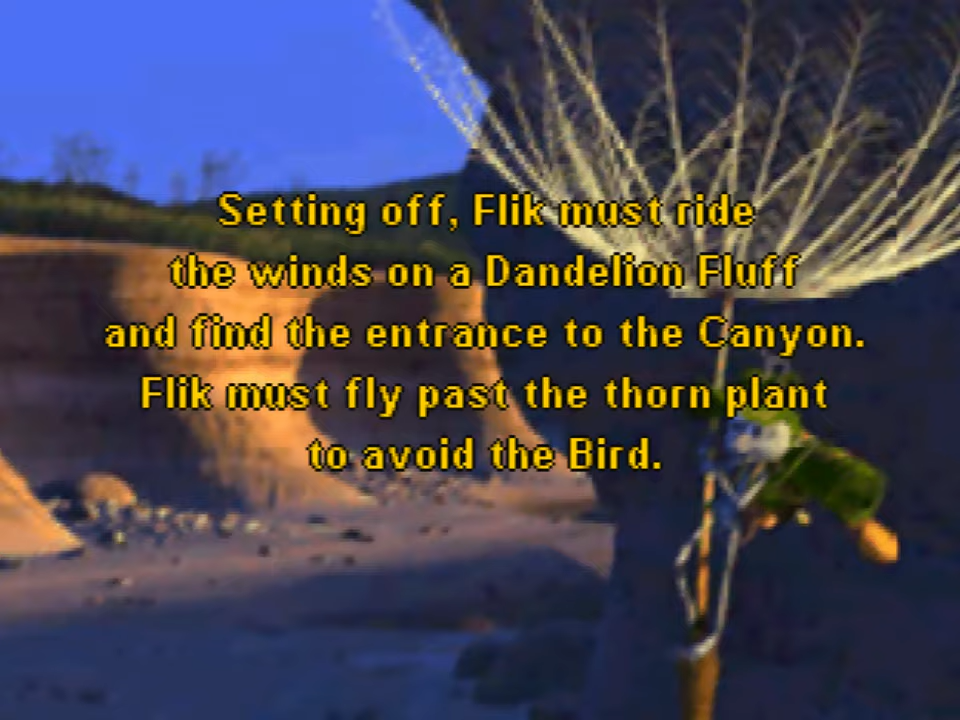 Setting off, Flik must ride
the winds on a Dandelion Fluff
and find the entrance to the Canyon.
Flik must fly past the thorn plant
to avoid the Bird.